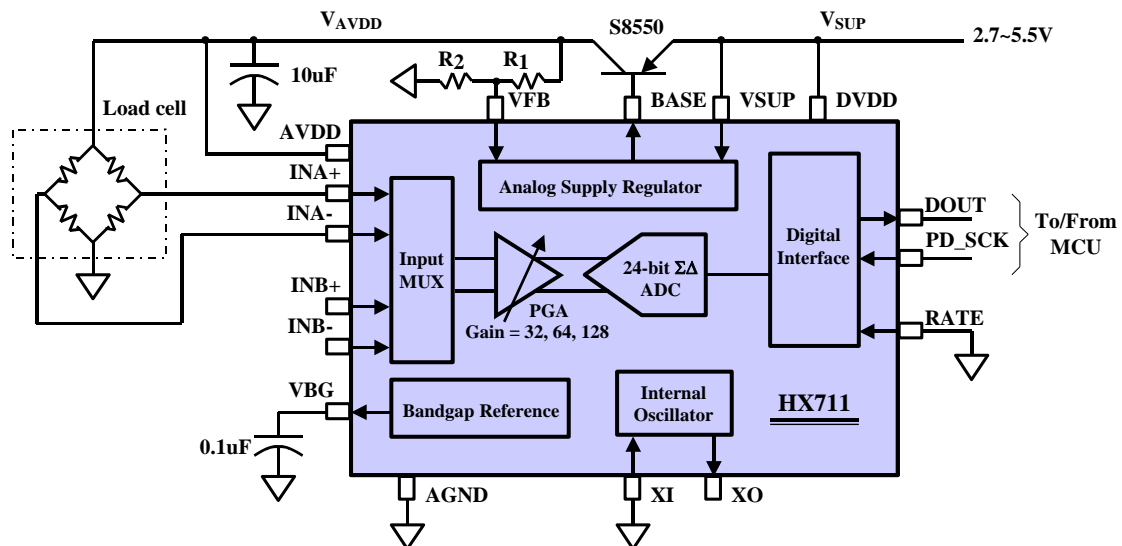 V_AVDD
S8550
V_SUP
2.7~5.5V
10uF
R2
R1
VFB
BASE
VSUP
DVDD
Load cell
AVDD
INA+
INA-
INB+
INB-
VBG
0.1uF
Analog Supply Regulator
Input
MUX
PGA
Gain = 32, 64, 128
24-bit ΣΔ
ADC
Digital
Interface
DOUT
PD_SCK
To/From
MCU
RATE
Bandgap Reference
Internal
Oscillator
HX711
AGND
XI
XO